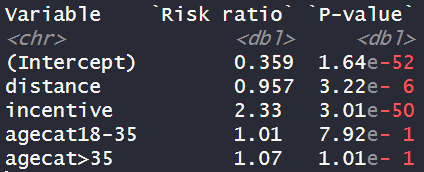 Variable `Risk ratio` `P-value`
<chr> <dbl> <dbl>
(Intercept) 0.359 1.64e-52
distance 0.957 3.22e- 6
incentive 2.33 3.01e-50
agecat18-35 1.01 7.92e- 1
agecat>35 1.07 1.01e- 1